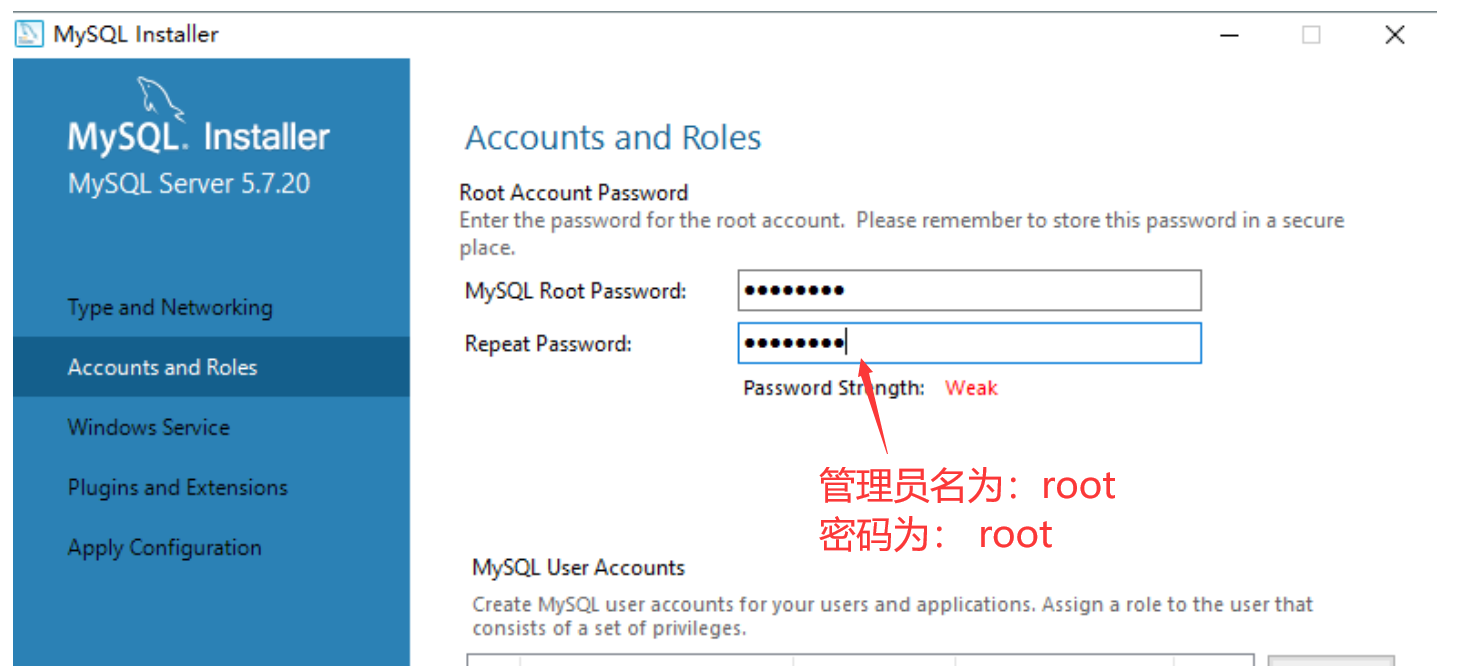 MySQL Installer
MySQL. Installer
MySQL Server 5.7.20
Type and Networking
Accounts and Roles
Windows Service
Plugins and Extensions
Apply Configuration
Accounts and Roles
Root Account Password
Enter the password for the root account. Please remember to store this password in a secure
place.
MySQL Root Password: ●●●●●●●●
Repeat Password: ●●●●●●●●
Password Strength: Weak
管理员名为：root
密码为： root
MySQL User Accounts
Create MySQL user accounts for your users and applications. Assign a role to the user that
consists of a set of privileges.